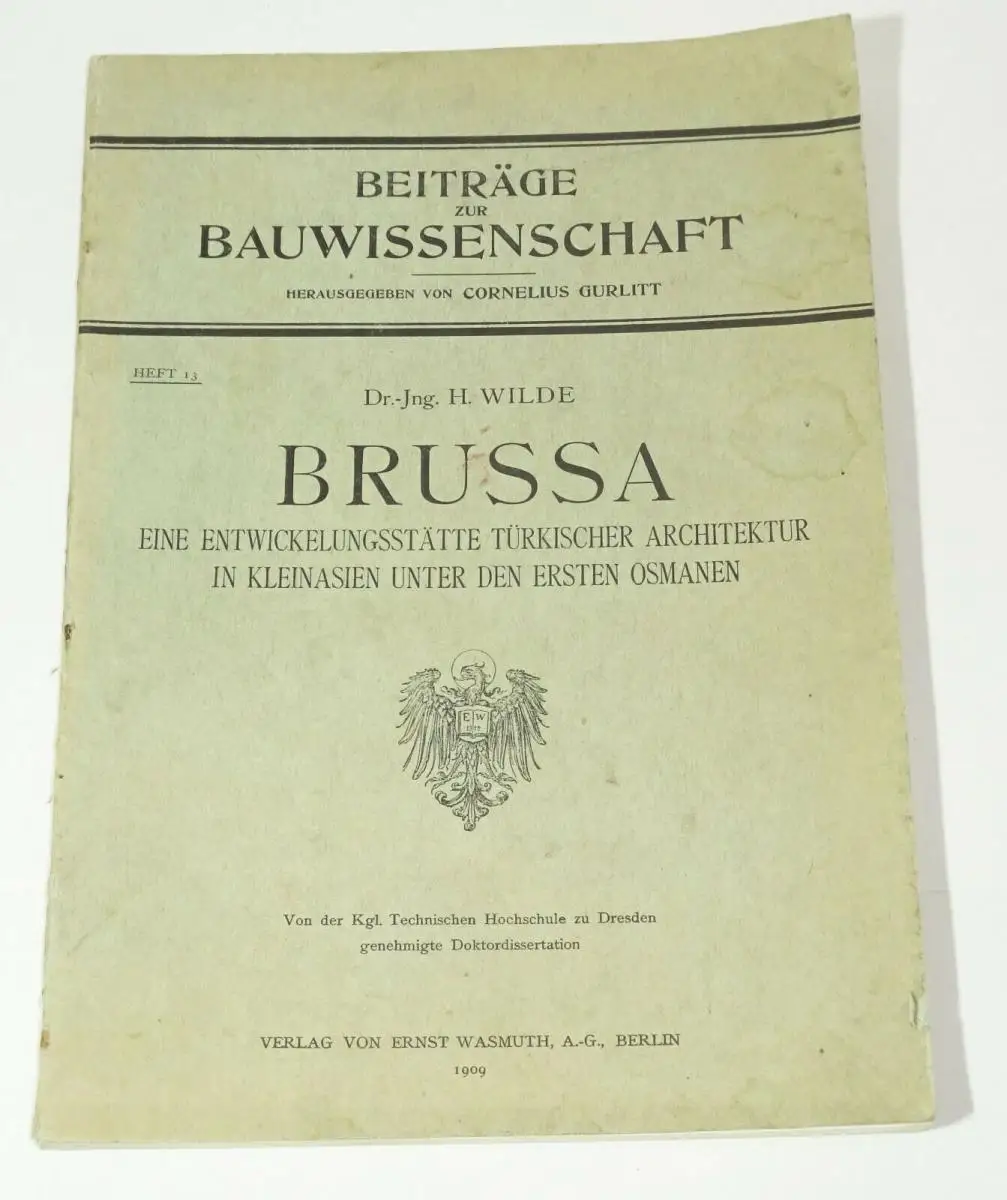 BEITRÄGE
ZUR
BAUWISSENSCHAFT
HERAUSGEGEBEN VON CORNELIUS GURLITT
HEFT 13
Dr.-Jng. H. WILDE
BRUSSA
EINE ENTWICKELUNGSSTÄTTE TÜRKISCHER ARCHITEKTUR
IN KLEINASIEN UNTER DEN ERSTEN OSMANEN
E W
Von der Kgl. Technischen Hochschule zu Dresden
genehmigte Doktordissertation
VERLAG VON ERNST WASMUTH, A.-G., BERLIN
1909